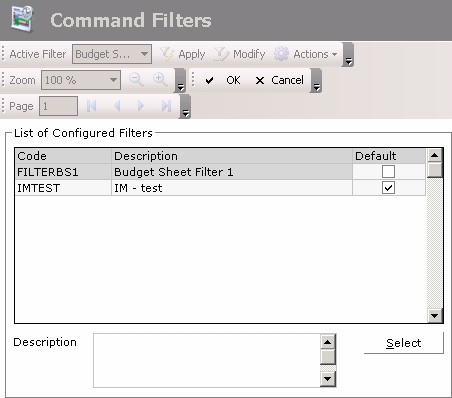 Command Filters
Active Filter Budget S... Apply Modify Actions
Zoom 100 % OK Cancel
Page 1
List of Configured Filters
Code Description Default
FILTERBS1 Budget Sheet Filter 1
IMTEST IM - test
Description Select